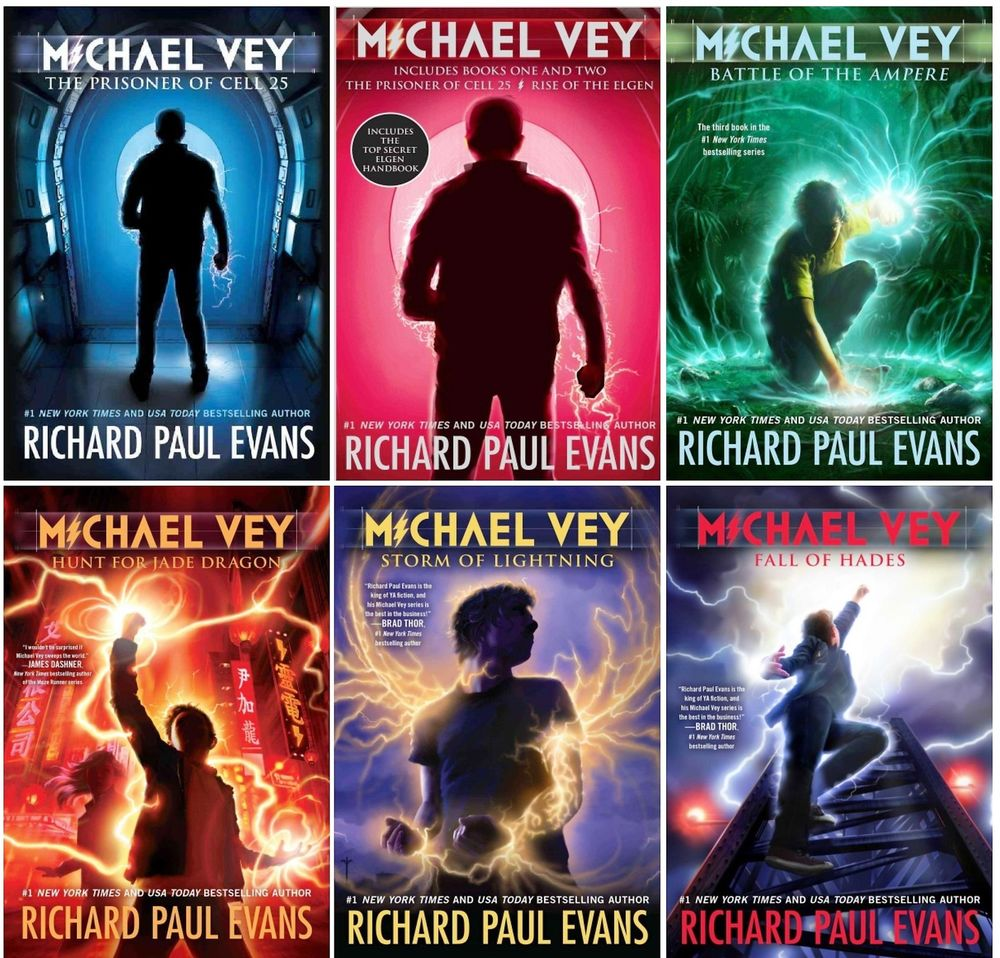 MICHAEL VEY
THE PRISONER OF CELL 25
#1 NEW YORK TIMES AND USA TODAY BESTSELLING AUTHOR
RICHARD PAUL EVANS
MICHAEL VEY
INCLUDES BOOKS ONE AND TWO
THE PRISONER OF CELL 25 RISE OF THE ELGEN
INCLUDES
THE
TOP SECRET
ELGEN
HANDBOOK
#1 NEW YORK TIMES AND USA TODAY BESTSELLING AUTHOR
RICHARD PAUL EVANS
MICHAEL VEY
BATTLE OF THE AMPERE
The third book in the
#1 New York Times
bestselling series
#1 NEW YORK TIMES AND USA TODAY BESTSELLING AUTHOR
RICHARD PAUL EVANS
MICHAEL VEY
HUNT FOR JADE DRAGON
"I wouldn't be surprised if
Michael Vey sweeps the world."
—JAMES DASHNER,
New York Times bestselling author
of the Maze Runner series
女
公
司
尹
加
龍
#1 NEW YORK TIMES AND USA TODAY BESTSELLING AUTHOR
RICHARD PAUL EVANS
MICHAEL VEY
STORM OF LIGHTNING
"Richard Paul Evans is the
king of YA fiction, and
his Michael Vey series is
the best in the business!"
—BRAD THOR,
#1 New York Times
bestselling author
#1 NEW YORK TIMES AND USA TODAY BESTSELLING AUTHOR
RICHARD PAUL EVANS
MICHAEL VEY
FALL OF HADES
"Richard Paul Evans is the
king of YA fiction, and
his Michael Vey series is
the best in the business!"
—BRAD THOR,
#1 New York Times
bestselling author
#1 NEW YORK TIMES AND USA TODAY BESTSELLING AUTHOR
RICHARD PAUL EVANS